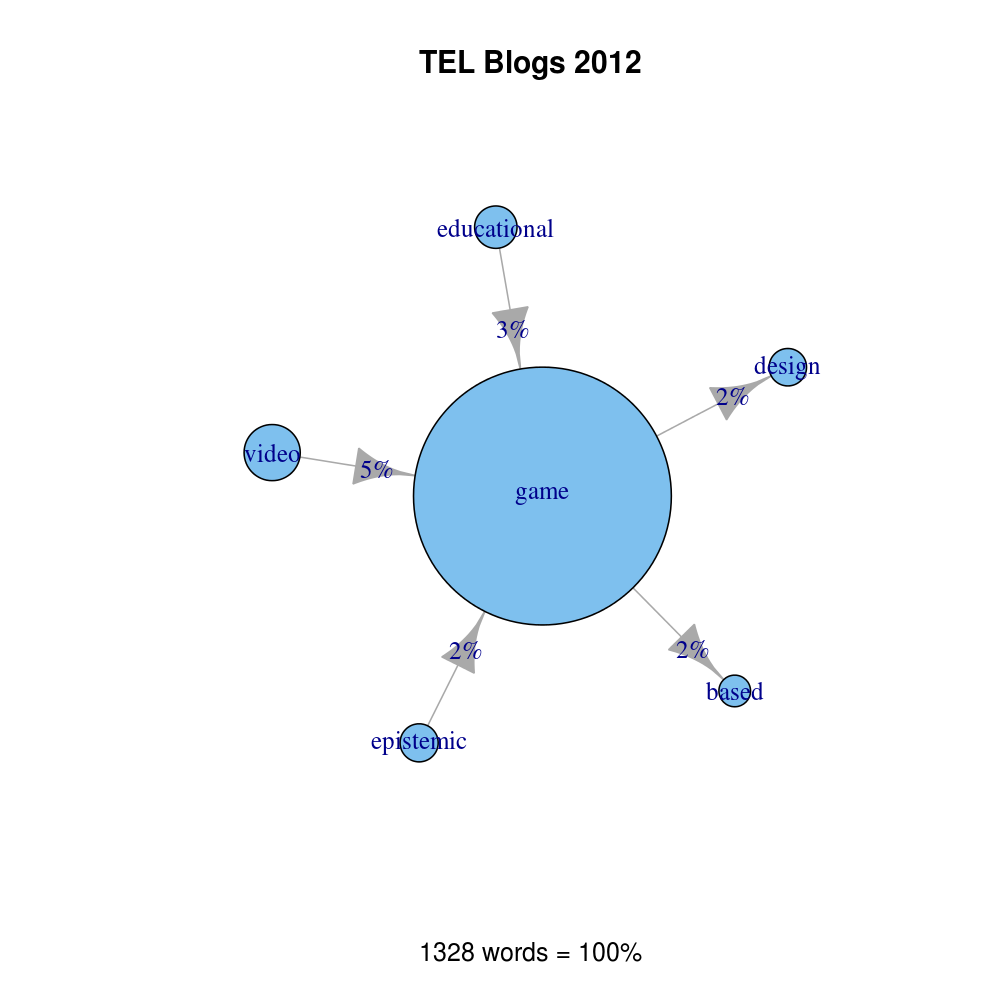 TEL Blogs 2012
educational
3%
design
2%
video
5%
game
2%
2%
based
epistemic
1328 words = 100%